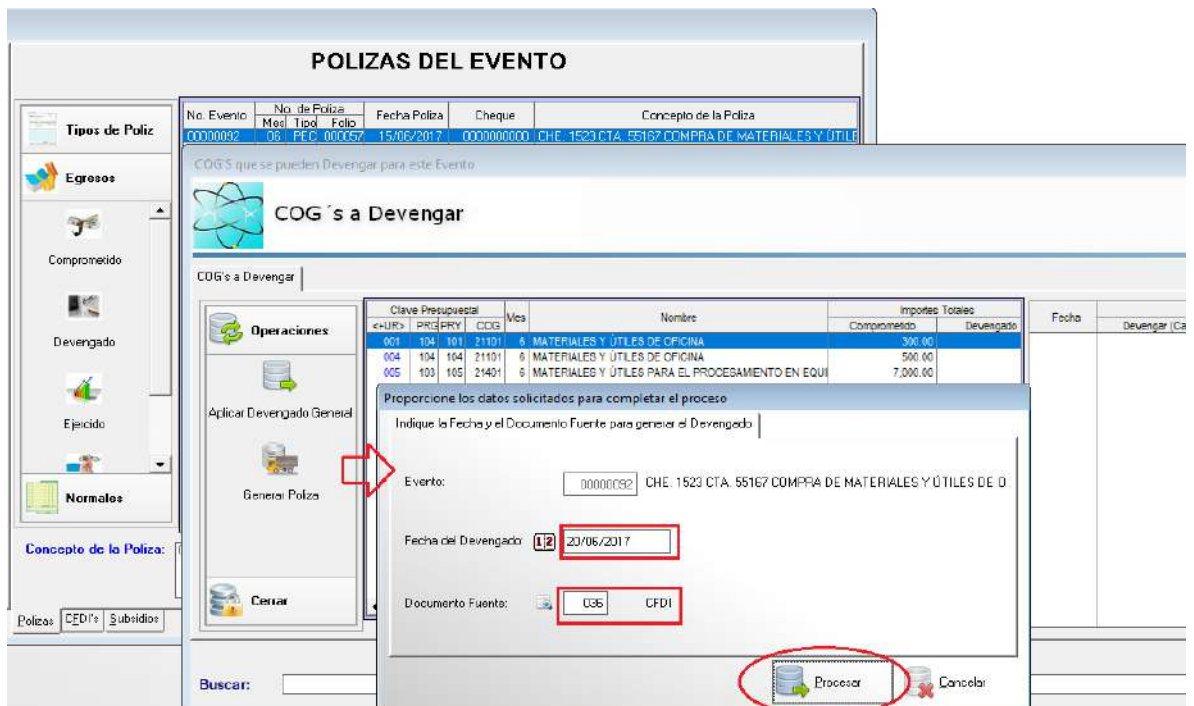 POLIZAS DEL EVENTO
Tipos de Poliz
Egresos
Comprometido
Devengado
Ejercido
Normales
No. Evento No. de Poliza Fecha Poliza Cheque Concepto de la Poliza
Mes Tipo Folio
00000092 06 PEC 000057 15/06/2017 0000000000 CHE. 1523 CTA. 55167 COMPRA DE MATERIALES Y ÚTILE
COG'S que se pueden Devengar para este Evento
COG´s a Devengar
COG's a Devengar
Operaciones
Aplicar Devengado General
Generar Poliza
Cerrar
Clave Presupuestal Mes Nombre Importes Totales Fecha
<+UR> PRG PRY COG Comprometido Devengado Devengar (Ca
001 104 101 21101 6 MATERIALES Y ÚTILES DE OFICINA 300.00
004 104 104 21101 6 MATERIALES Y ÚTILES DE OFICINA 500.00
005 103 105 21401 6 MATERIALES Y ÚTILES PARA EL PROCESAMIENTO EN EQUI 7,000.00
Proporcione los datos solicitados para completar el proceso
Indique la Fecha y el Documento Fuente para generar el Devengado
Evento: 00000092 CHE. 1523 CTA. 55167 COMPRA DE MATERIALES Y ÚTILES DE O
Fecha del Devengado: 12 20/06/2017
Documento Fuente: 036 CFDI
Procesar Cancelar
Concepto de la Poliza:
Polizas CFDI's Subsidios
Buscar: